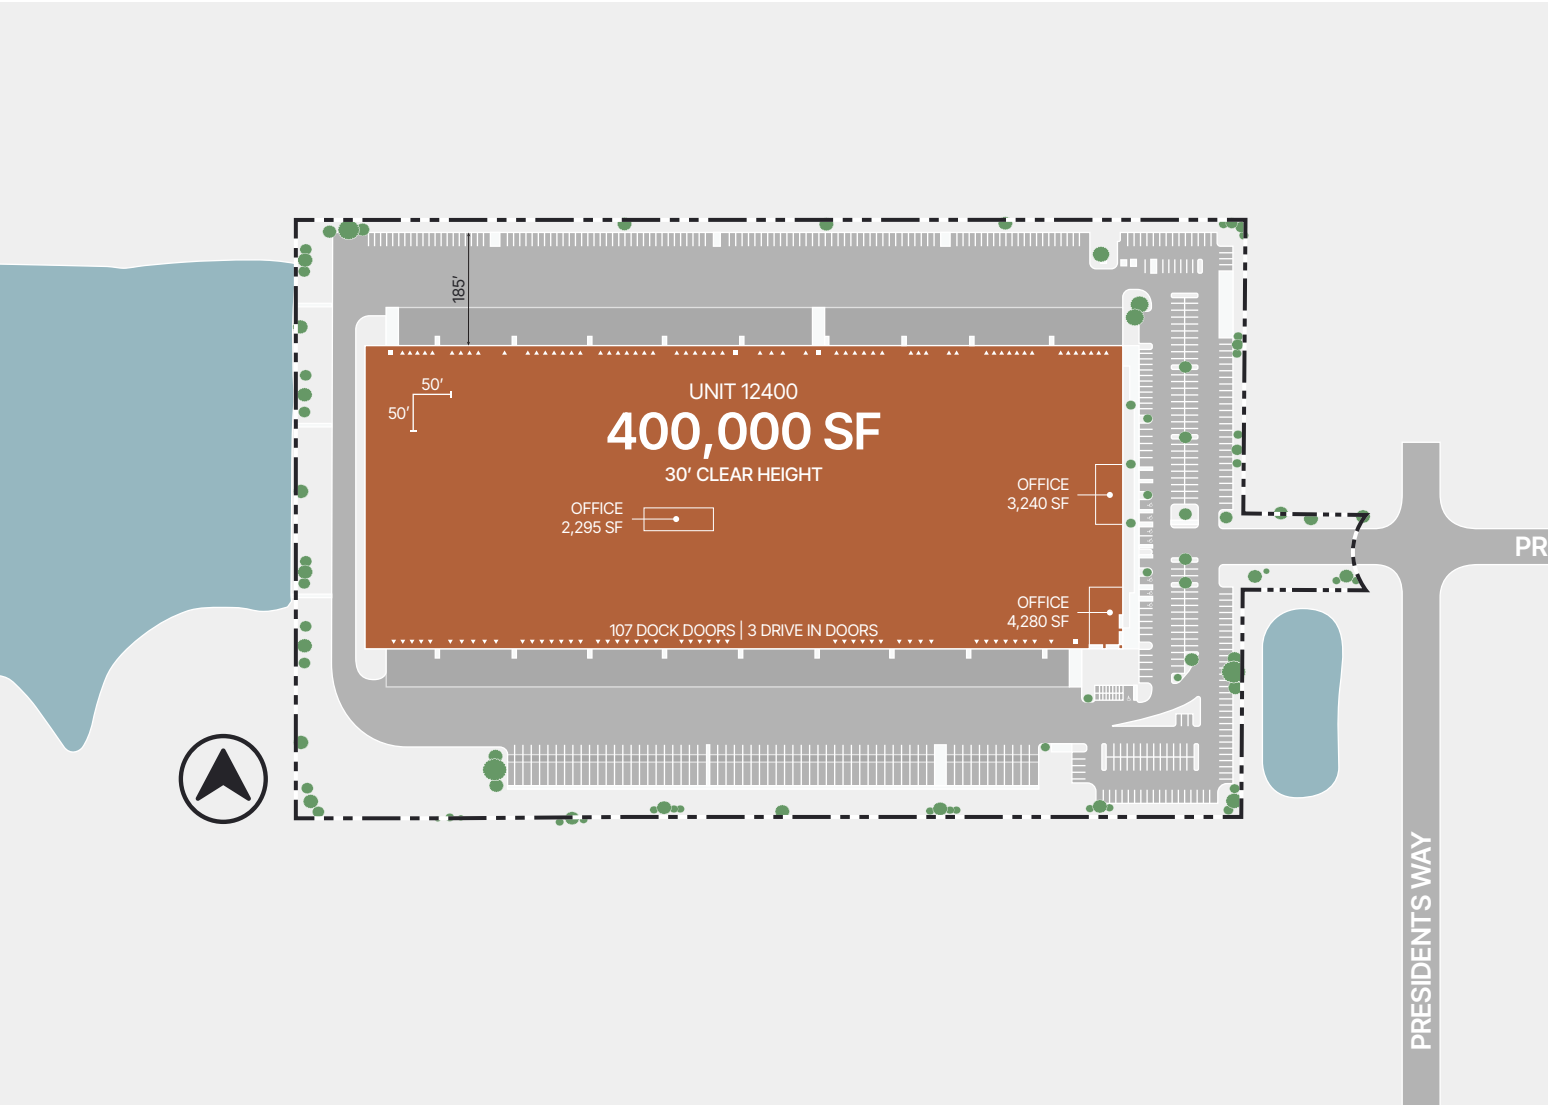 185'
50'
50'
UNIT 12400
400,000 SF
30' CLEAR HEIGHT
OFFICE
2,295 SF
OFFICE
3,240 SF
OFFICE
4,280 SF
107 DOCK DOORS | 3 DRIVE IN DOORS
PR
PRESIDENTS WAY